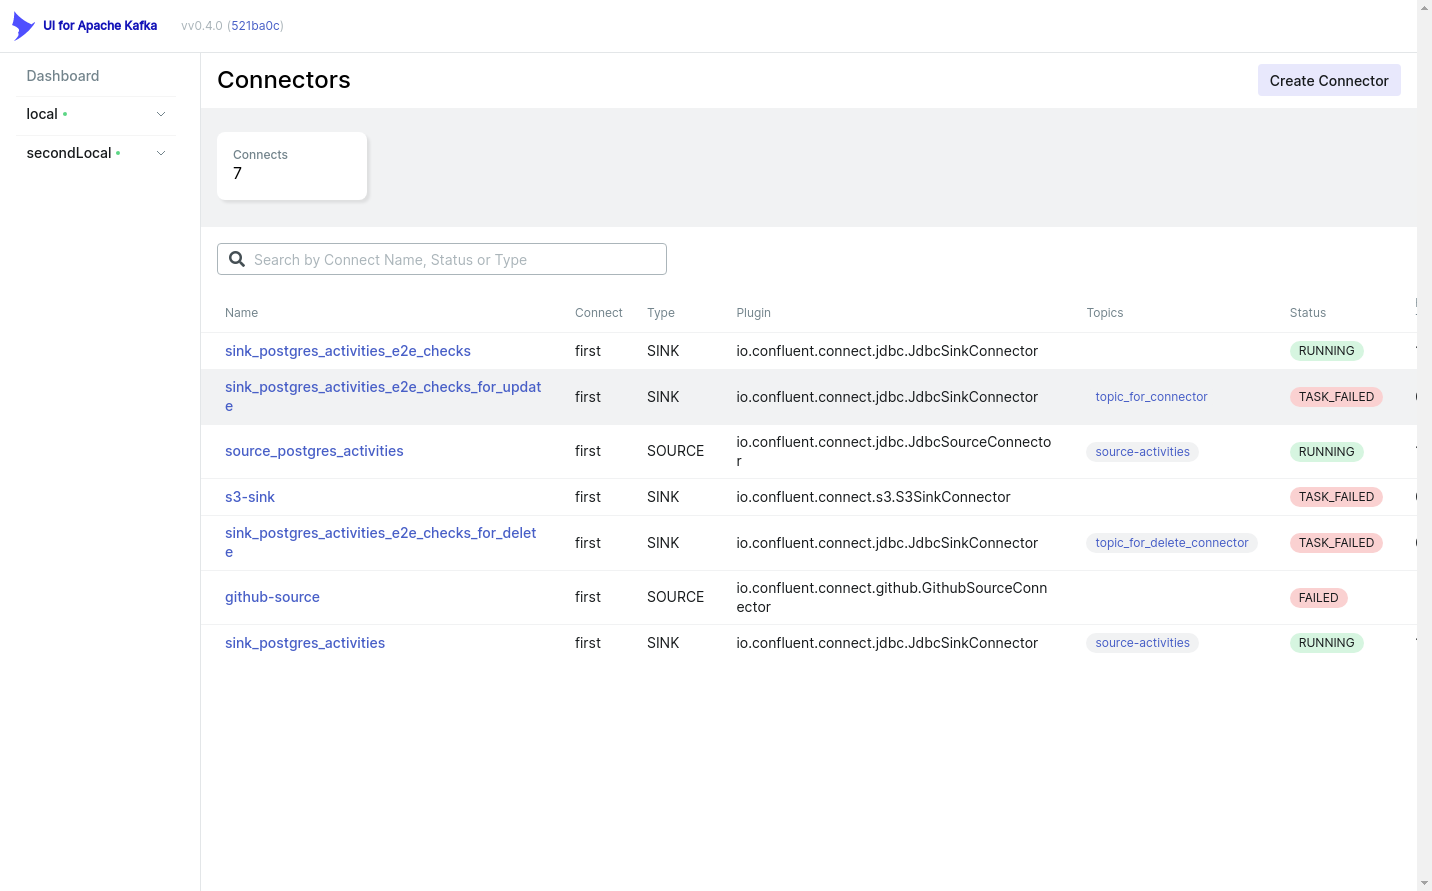 UI for Apache Kafka vv0.4.0 (521ba0c)
Dashboard
local
secondLocal
Connectors
Create Connector
Connects
7
Search by Connect Name, Status or Type
Name Connect Type Plugin Topics Status
sink_postgres_activities_e2e_checks first SINK io.confluent.connect.jdbc.JdbcSinkConnector RUNNING
sink_postgres_activities_e2e_checks_for_updat
e
first SINK io.confluent.connect.jdbc.JdbcSinkConnector topic_for_connector TASK_FAILED
source_postgres_activities first SOURCE
io.confluent.connect.jdbc.JdbcSourceConnecto
r
source-activities RUNNING
s3-sink first SINK io.confluent.connect.s3.S3SinkConnector TASK_FAILED
sink_postgres_activities_e2e_checks_for_delet
e
first SINK io.confluent.connect.jdbc.JdbcSinkConnector topic_for_delete_connector TASK_FAILED
github-source first SOURCE
io.confluent.connect.github.GithubSourceConn
ector
FAILED
sink_postgres_activities first SINK io.confluent.connect.jdbc.JdbcSinkConnector source-activities RUNNING